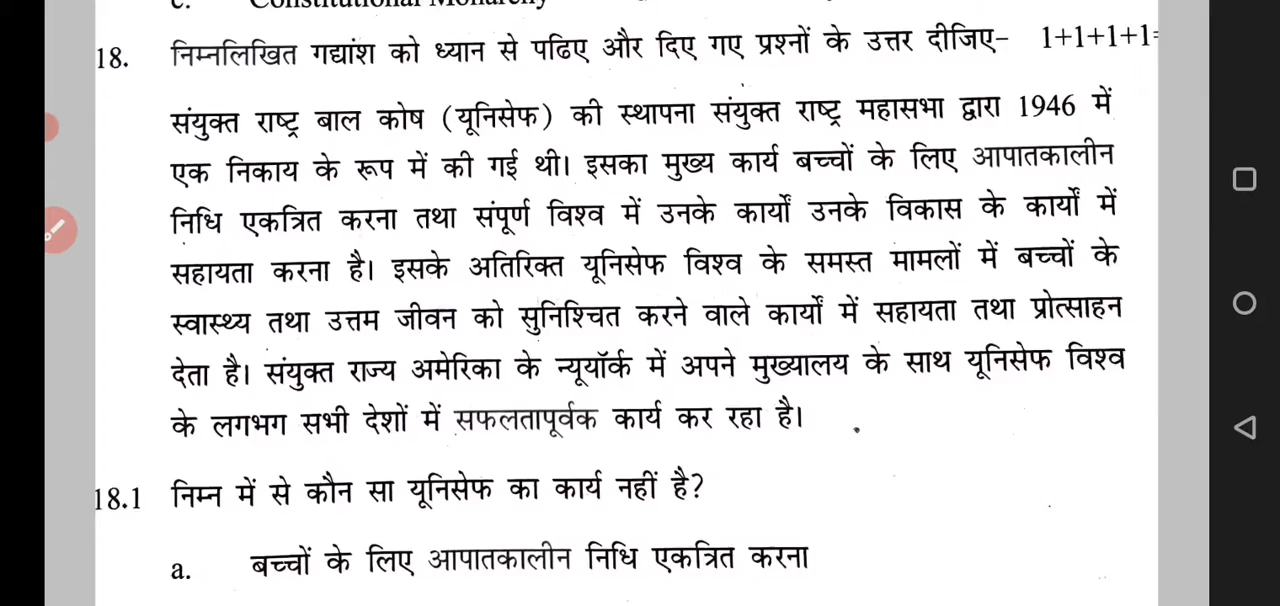 c. Constitutional Monarchy
18. निम्नलिखित गद्यांश को ध्यान से पढिए और दिए गए प्रश्नों के उत्तर दीजिए- 1+1+1+1=
संयुक्त राष्ट्र बाल कोष (यूनिसेफ) की स्थापना संयुक्त राष्ट्र महासभा द्वारा 1946 में
एक निकाय के रूप में की गई थी। इसका मुख्य कार्य बच्चों के लिए आपातकालीन
निधि एकत्रित करना तथा संपूर्ण विश्व में उनके कार्यों उनके विकास के कार्यों में
सहायता करना है। इसके अतिरिक्त यूनिसेफ विश्व के समस्त मामलों में बच्चों के
स्वास्थ्य तथा उत्तम जीवन को सुनिश्चित करने वाले कार्यों में सहायता तथा प्रोत्साहन
देता है। संयुक्त राज्य अमेरिका के न्यूयॉर्क में अपने मुख्यालय के साथ यूनिसेफ विश्व
के लगभग सभी देशों में सफलतापूर्वक कार्य कर रहा है।
18.1 निम्न में से कौन सा यूनिसेफ का कार्य नहीं है?
a. बच्चों के लिए आपातकालीन निधि एकत्रित करना